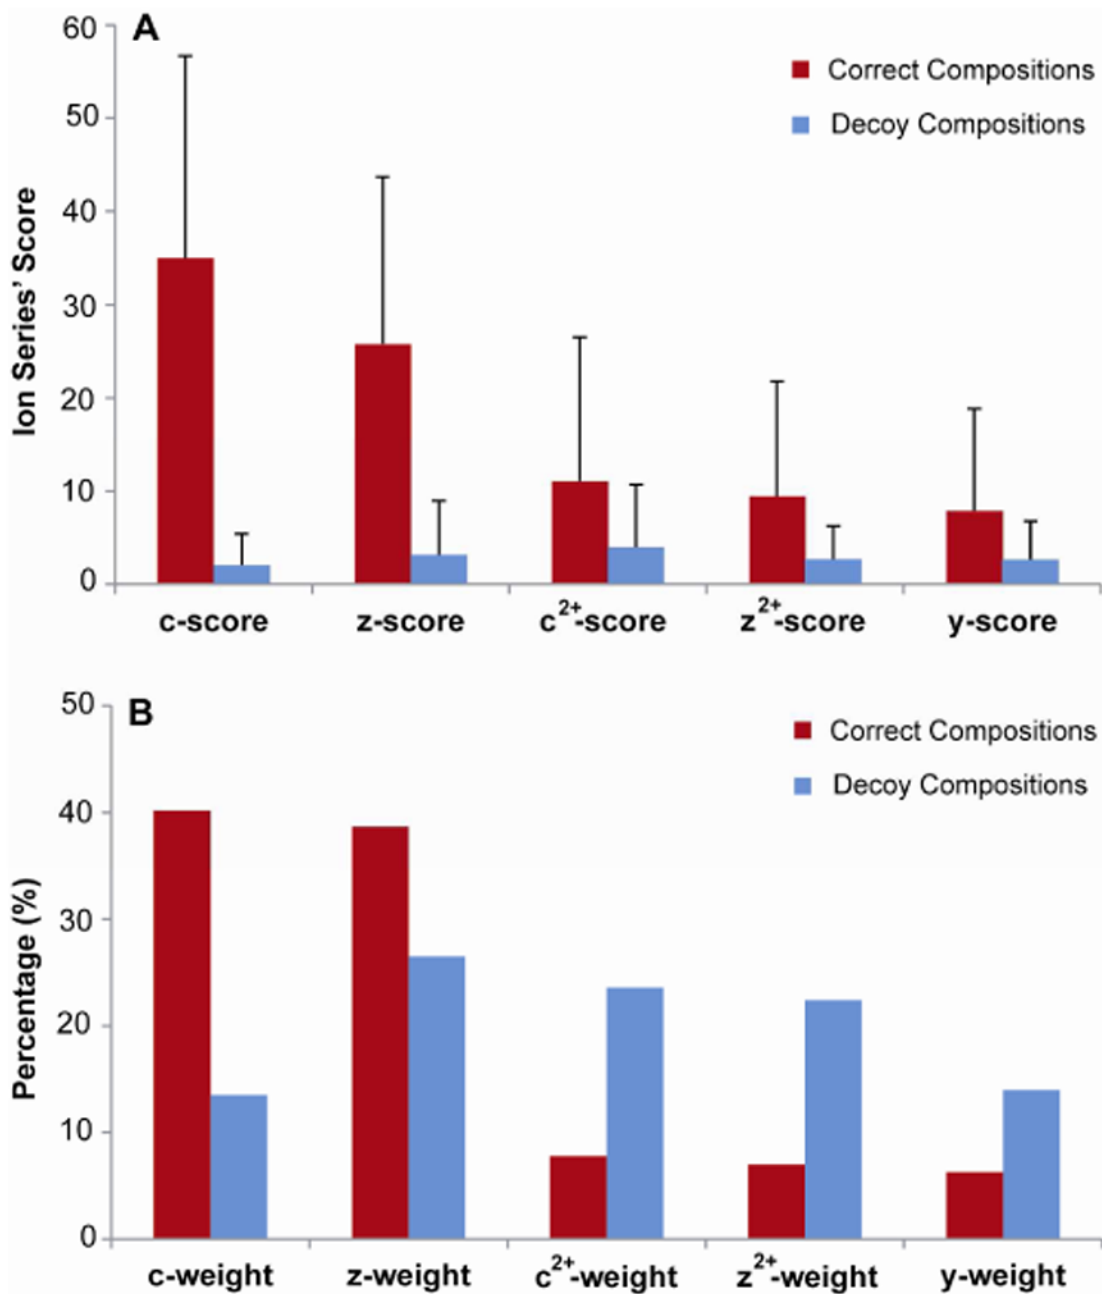 A
60
50
40
30
20
10
0
Ion Series' Score
Correct Compositions
Decoy Compositions
c-score z-score c²⁺-score z²⁺-score y-score
B
50
40
30
20
10
0
Percentage (%)
Correct Compositions
Decoy Compositions
c-weight z-weight c²⁺-weight z²⁺-weight y-weight